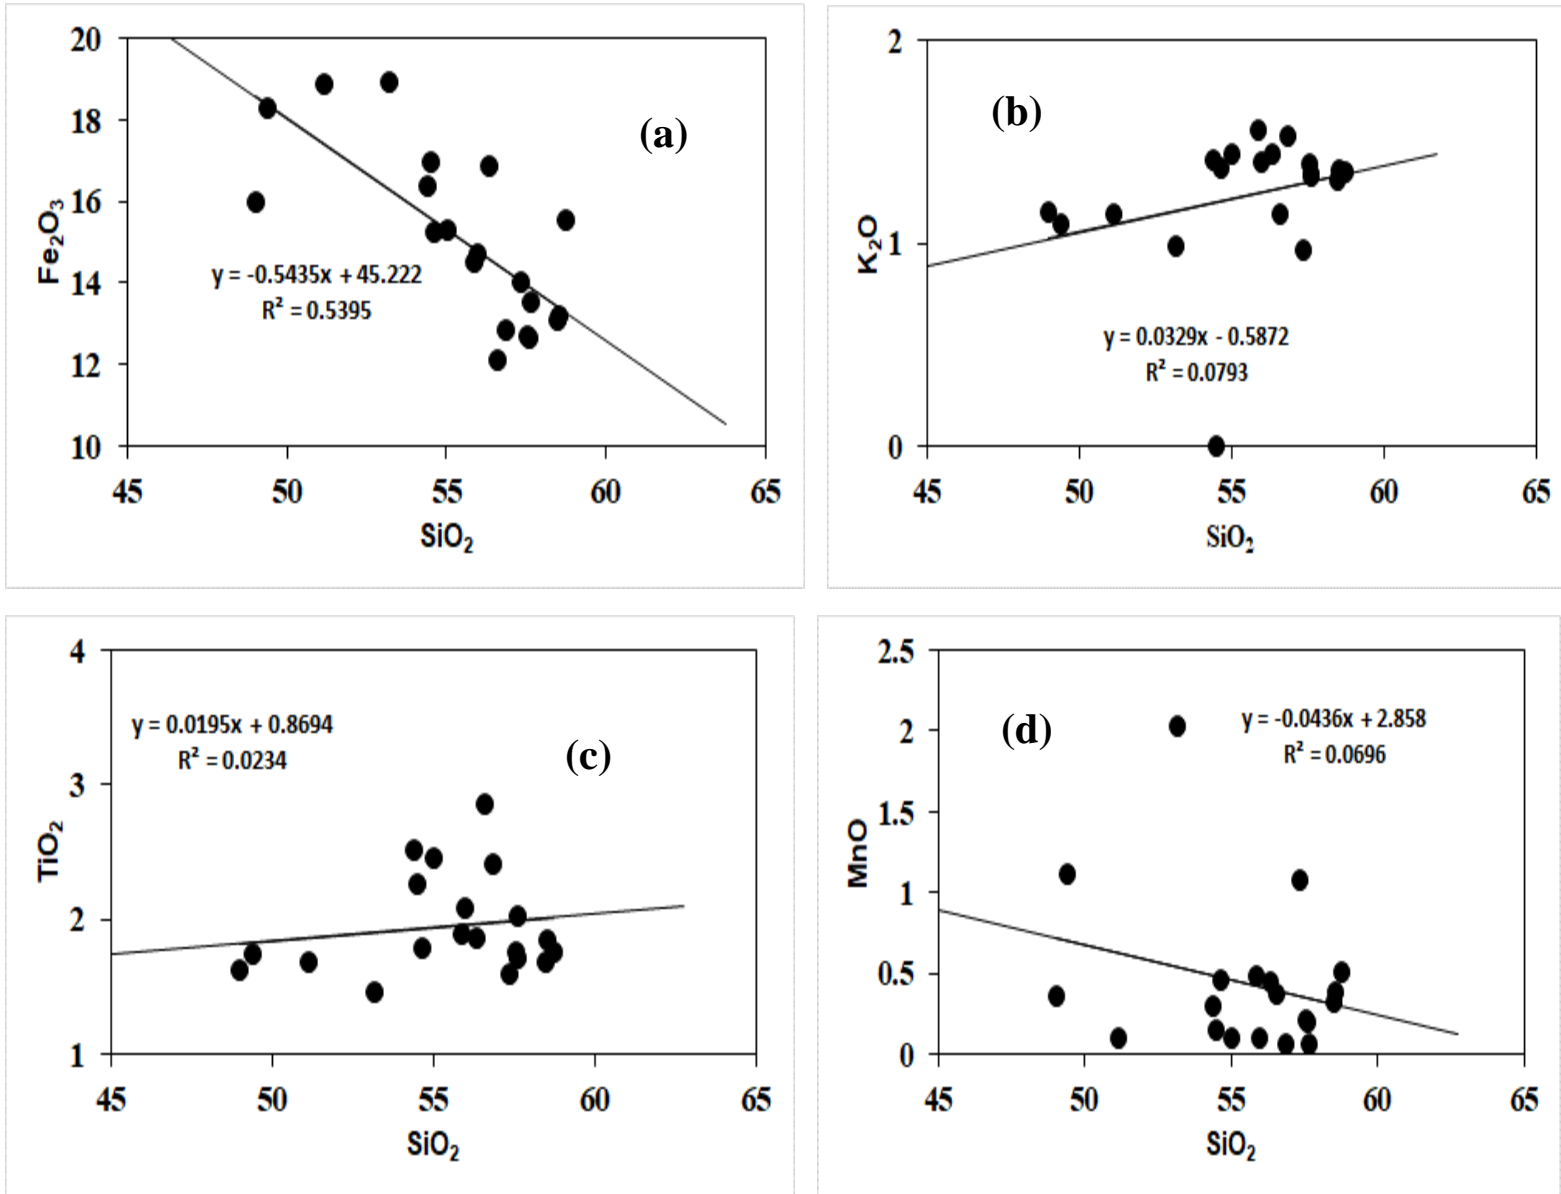 20
18
16
14
12
10
Fe₂O₃
(a)
y = -0.5435x + 45.222
R² = 0.5395
45 50 55 60 65
SiO₂
2
1
0
K₂O
(b)
y = 0.0329x - 0.5872
R² = 0.0793
45 50 55 60 65
SiO₂
4
3
2
1
TiO₂
y = 0.0195x + 0.8694
R² = 0.0234
(c)
45 50 55 60 65
SiO₂
2.5
2
1.5
1
0.5
0
MnO
(d)
y = -0.0436x + 2.858
R² = 0.0696
45 50 55 60 65
SiO₂